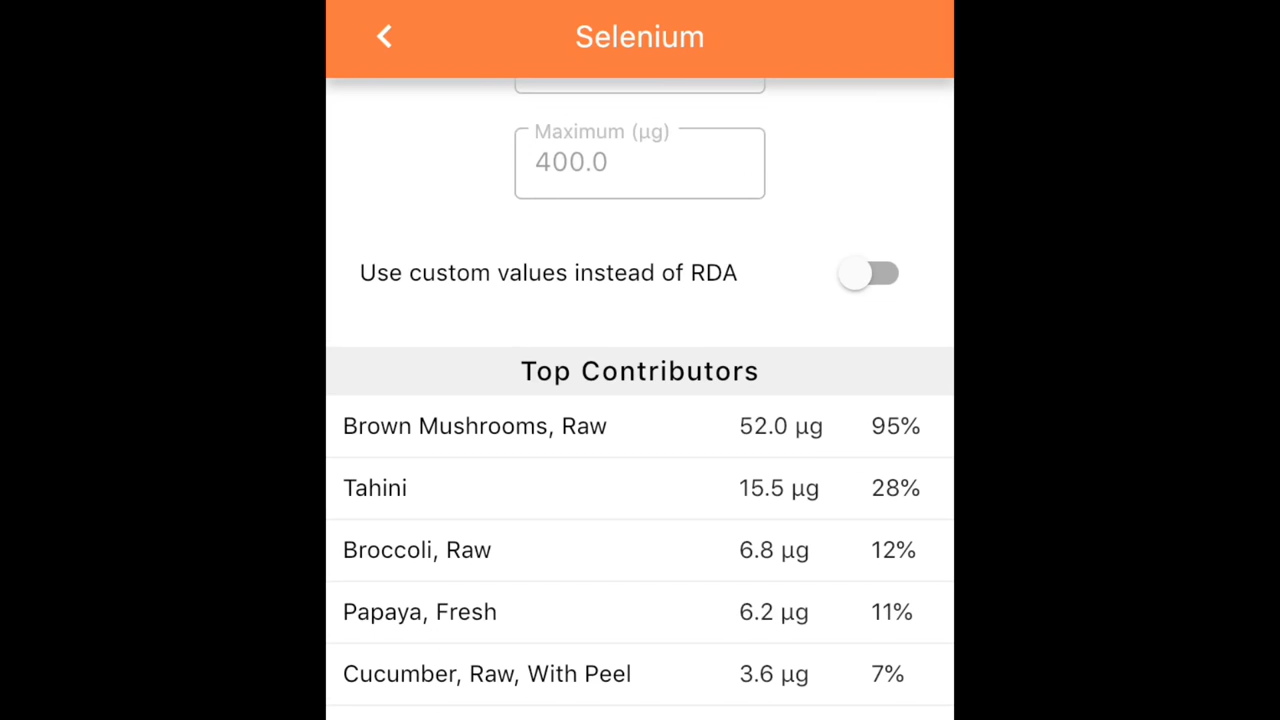 Selenium
Maximum (µg)
400.0
Use custom values instead of RDA
Top Contributors
Brown Mushrooms, Raw 52.0 µg 95%
Tahini 15.5 µg 28%
Broccoli, Raw 6.8 µg 12%
Papaya, Fresh 6.2 µg 11%
Cucumber, Raw, With Peel 3.6 µg 7%